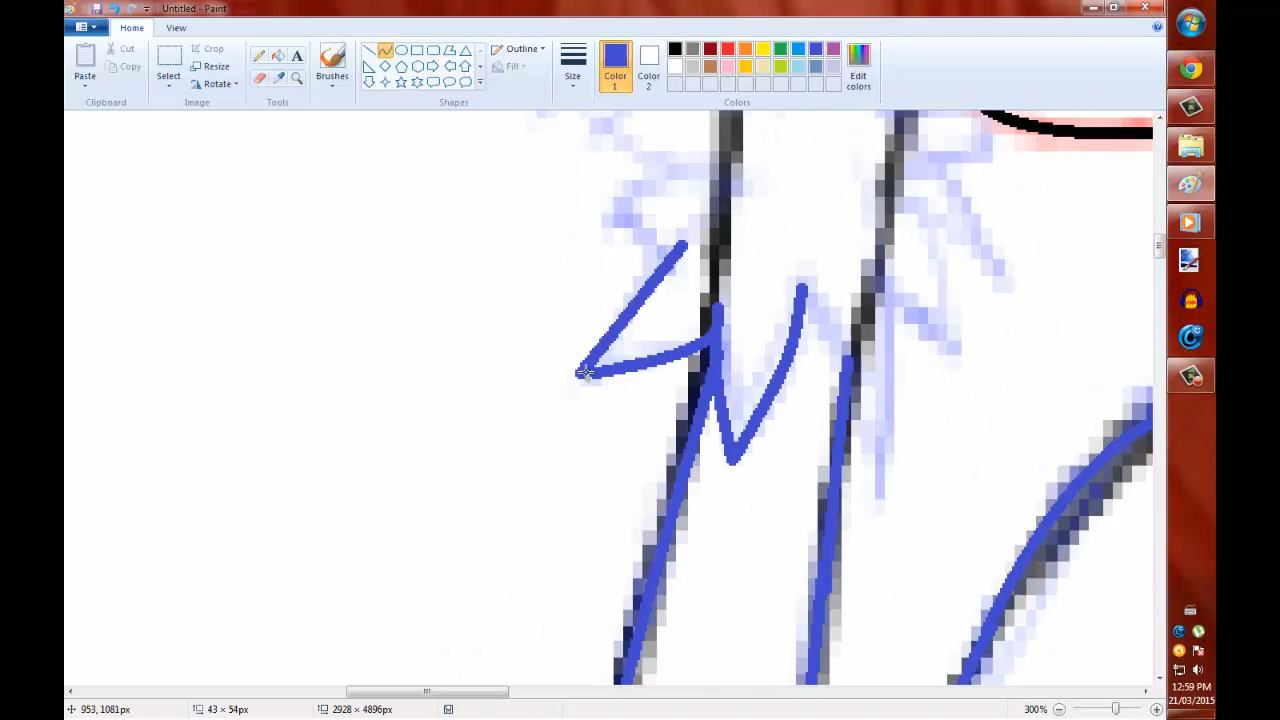 Untitled - Paint
Home View
Cut
Copy
Paste
Clipboard
Select
Crop
Resize
Rotate
Image
A
Tools
Brushes
Outline
Fill
Shapes
Size
Color 1
Color 2
Edit colors
Colors
953, 1081px
43 × 54px
2928 × 4896px
300%
12:59 PM
21/03/2015